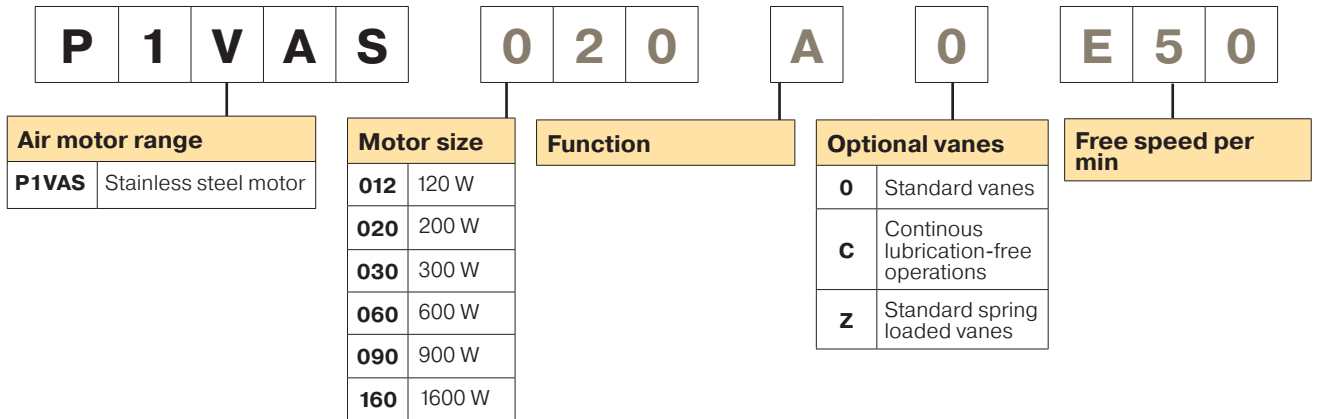 P 1 V A S 0 2 0 A 0 E 5 0
Air motor range
P1VAS Stainless steel motor
Motor size
012 120 W
020 200 W
030 300 W
060 600 W
090 900 W
160 1600 W
Function
Optional vanes
0 Standard vanes
C Continous
lubrication-free
operations
Z Standard spring
loaded vanes
Free speed per
min